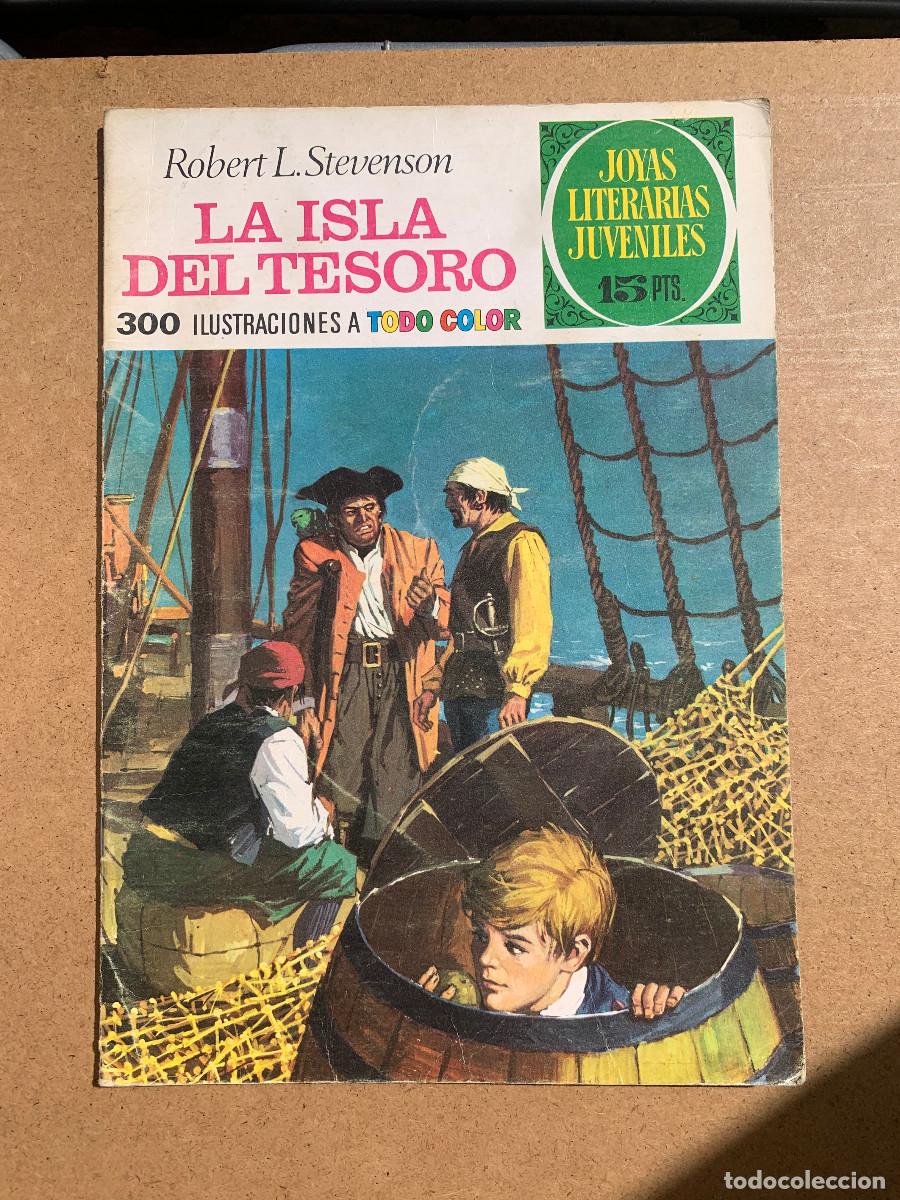 Robert L. Stevenson
LA ISLA
DEL TESORO
300 ILUSTRACIONES A TODO COLOR
JOYAS
LITERARIAS
JUVENILES
15 PTS.
todocoleccion